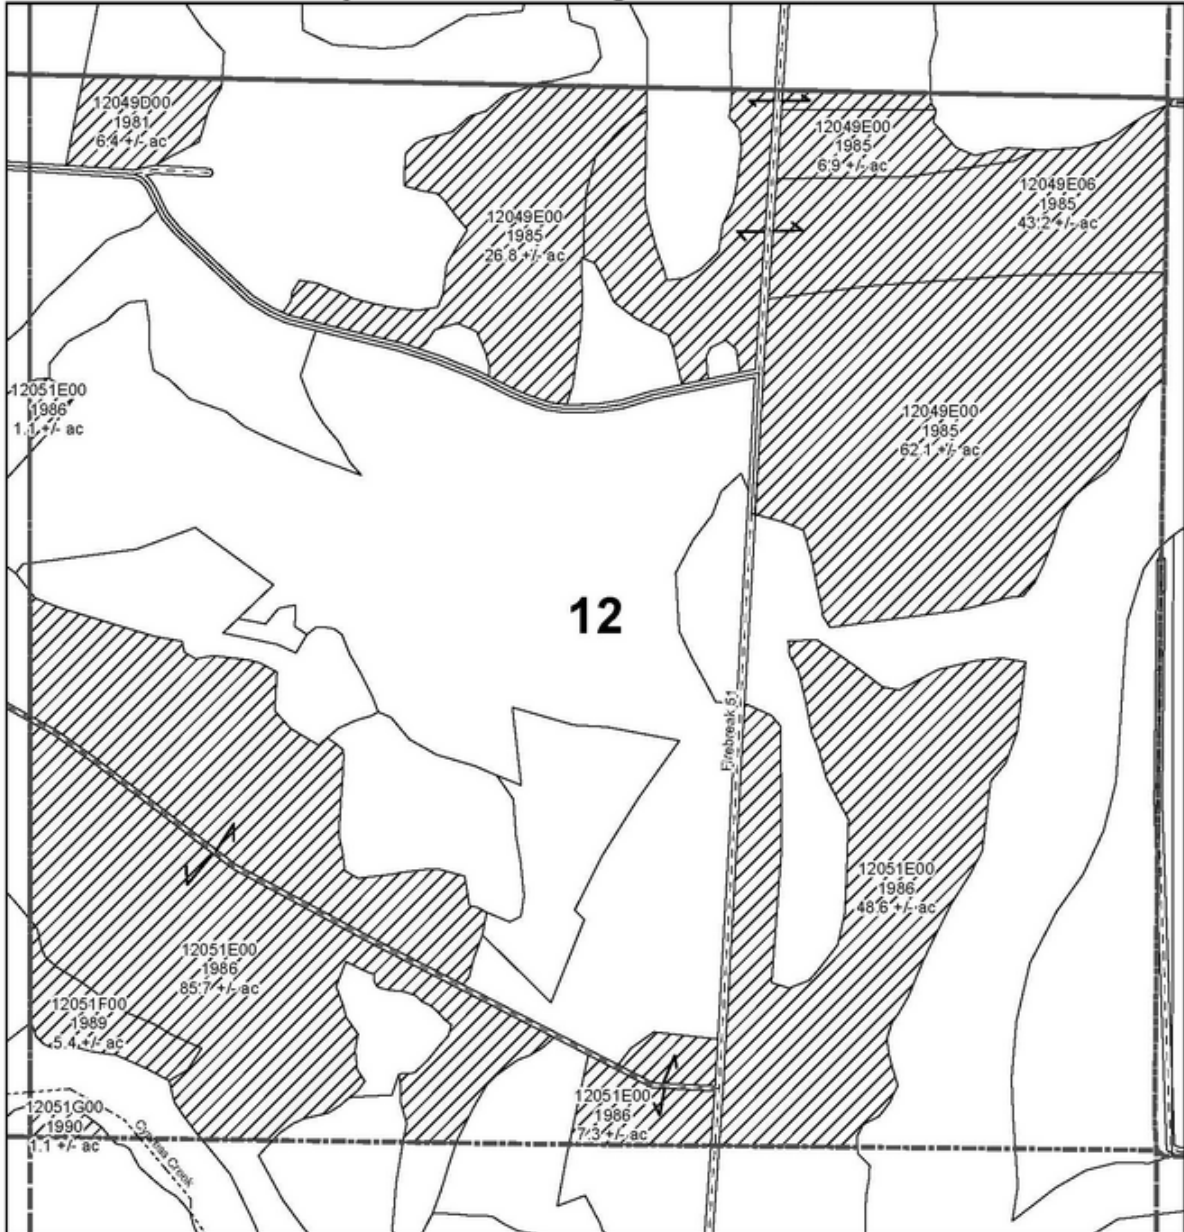 12049D00
1981
6.4 +/- ac
12049E00
1985
6.9 +/- ac
12049E06
1985
43.2 +/- ac
12049E00
1985
26.8 +/- ac
12051E00
1986
1.1 +/- ac
12049E00
1985
62.1 +/- ac
12
Firebreak 51
12051E00
1986
48.6 +/- ac
12051E00
1986
85.7 +/- ac
12051F00
1989
5.4 +/- ac
12051E00
1986
7.3 +/- ac
12051G00
1990
1.1 +/- ac
Cypress Creek